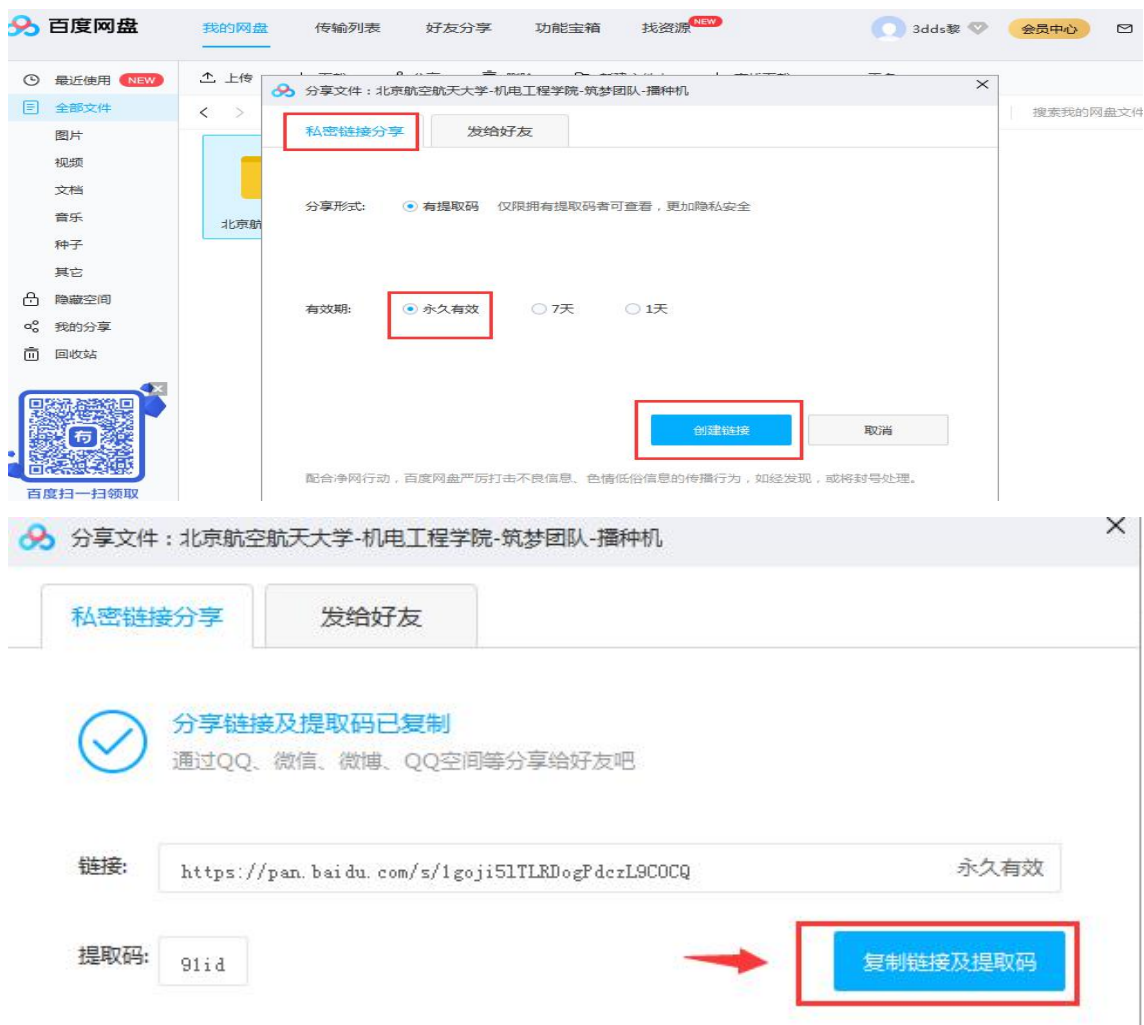 百度网盘 我的网盘 传输列表 好友分享 功能宝箱 找资源 NEW 3dds黎 会员中心
最近使用 NEW 上传
分享文件：北京航空航天大学-机电工程学院-筑梦团队-播种机
全部文件 搜索我的网盘文件
私密链接分享 发给好友
图片
视频
文档
分享形式: 有提取码 仅限拥有提取码者可查看，更加隐私安全
音乐
北京航
种子
其它
隐藏空间
有效期: 永久有效 7天 1天
我的分享
回收站
创建链接 取消
配合净网行动，百度网盘严厉打击不良信息、色情低俗信息的传播行为，如经发现，或将封号处理。
百度扫一扫领取
分享文件：北京航空航天大学-机电工程学院-筑梦团队-播种机
私密链接分享 发给好友
分享链接及提取码已复制
通过QQ、微信、微博、QQ空间等分享给好友吧
链接: https://pan.baidu.com/s/1goji5lTLRDogPdczL9COCQ 永久有效
提取码: 91id 复制链接及提取码